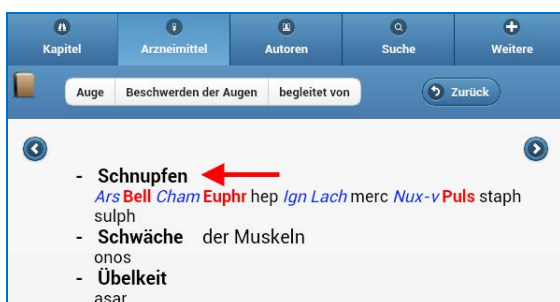 Kapitel Arzneimittel Autoren Suche Weitere
Auge Beschwerden der Augen begleitet von Zurück
- Schnupfen
Ars Bell Cham Euphr hep Ign Lach merc Nux-v Puls staph
sulph
- Schwäche der Muskeln
onos
- Übelkeit
asar